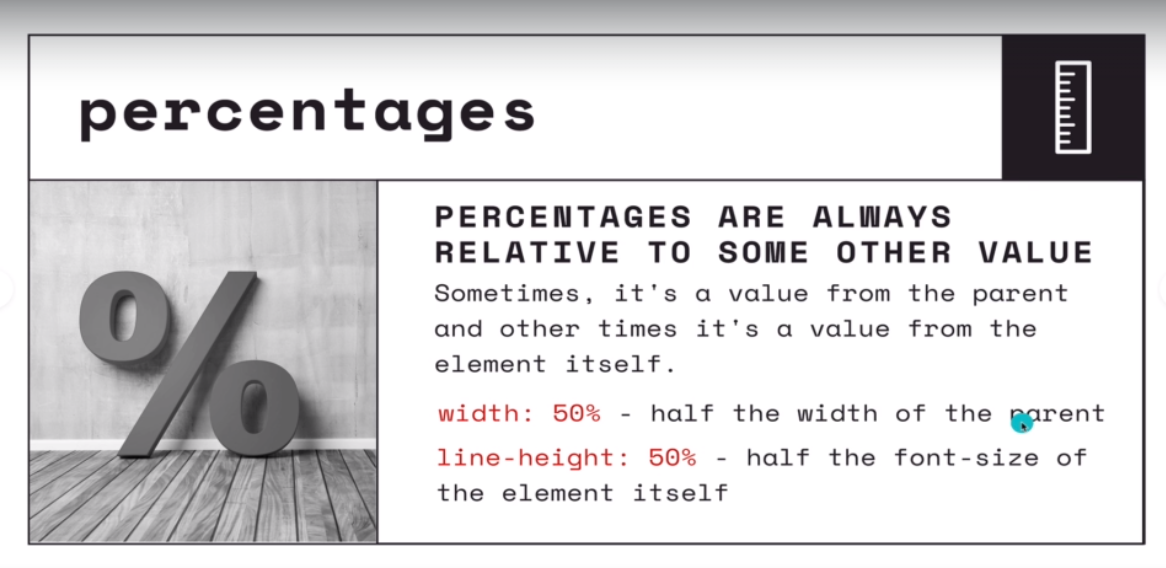 percentages
PERCENTAGES ARE ALWAYS
RELATIVE TO SOME OTHER VALUE
Sometimes, it's a value from the parent
and other times it's a value from the
element itself.
width: 50% - half the width of the parent
line-height: 50% - half the font-size of
the element itself
%